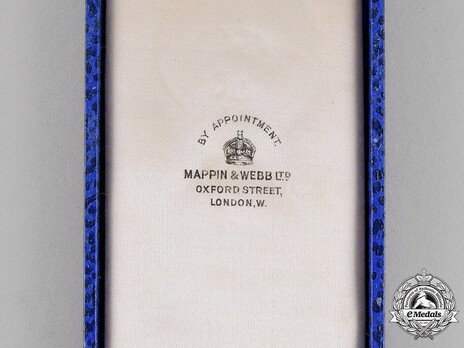 BY APPOINTMENT.
MAPPIN & WEBB LTD
OXFORD STREET,
LONDON, W.
eMedals